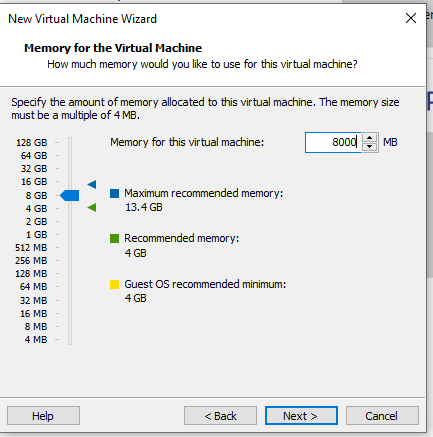 New Virtual Machine Wizard
Memory for the Virtual Machine
How much memory would you like to use for this virtual machine?
Specify the amount of memory allocated to this virtual machine. The memory size
must be a multiple of 4 MB.
Memory for this virtual machine: 8000 MB
128 GB
64 GB
32 GB
16 GB
8 GB
4 GB
2 GB
1 GB
512 MB
256 MB
128 MB
64 MB
32 MB
16 MB
8 MB
4 MB
Maximum recommended memory:
13.4 GB
Recommended memory:
4 GB
Guest OS recommended minimum:
4 GB
Help
< Back
Next >
Cancel